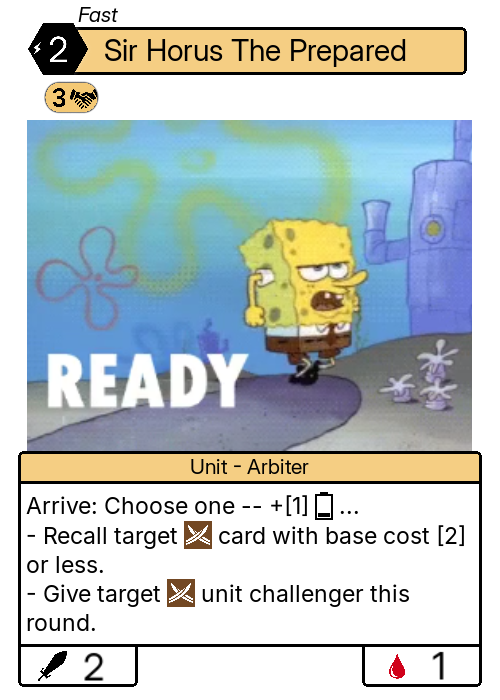 Fast
2
Sir Horus The Prepared
3
READY
Unit - Arbiter
Arrive: Choose one -- +[1] ...
- Recall target card with base cost [2]
or less.
- Give target unit challenger this
round.
2
1